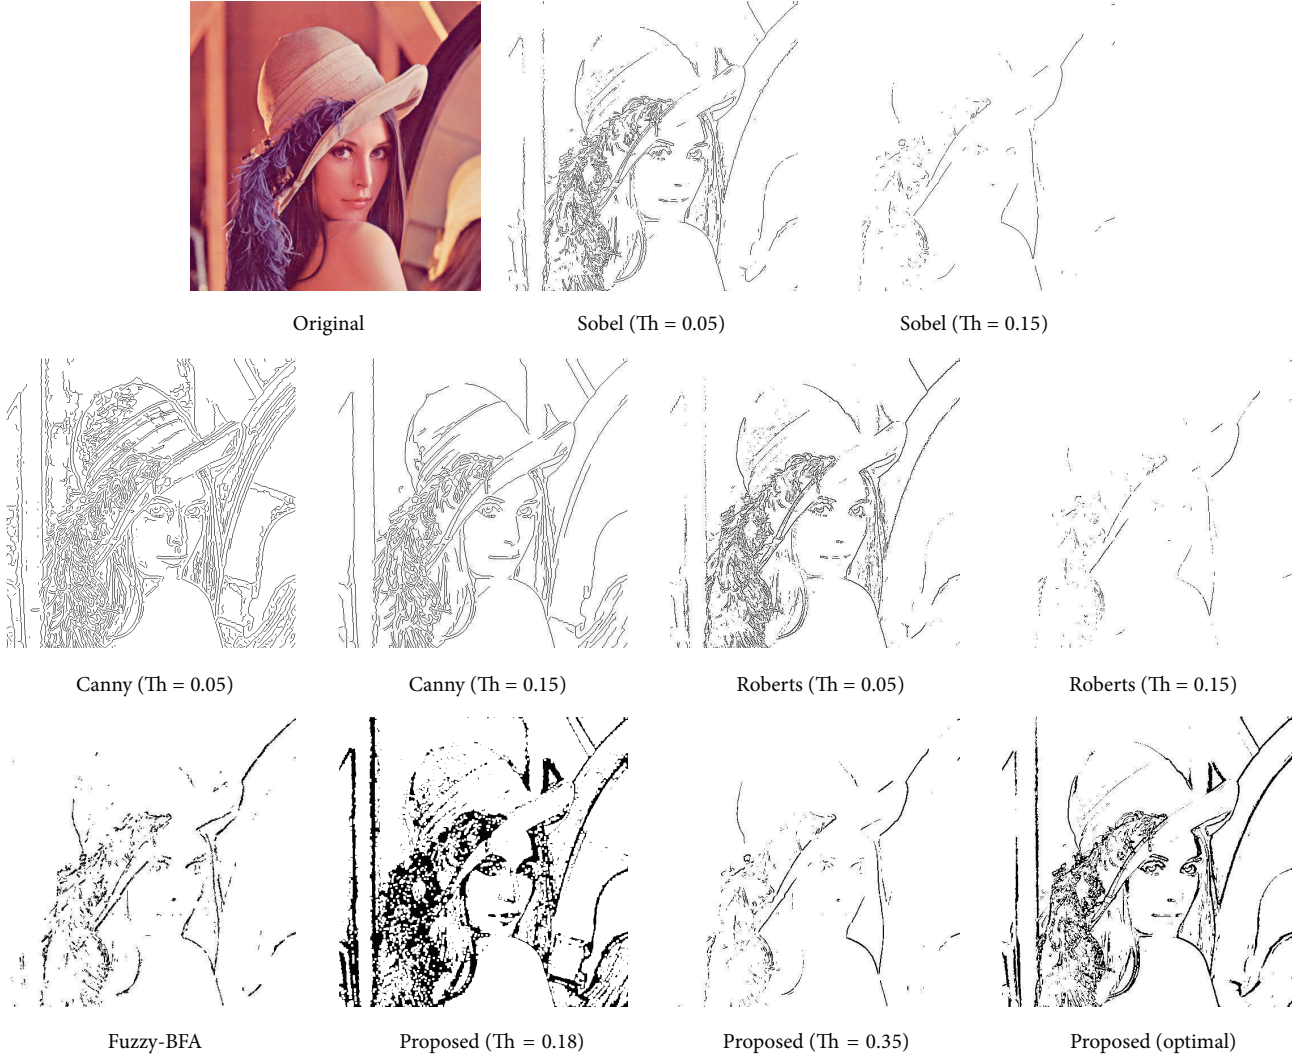 Original
Sobel (Th = 0.05)
Sobel (Th = 0.15)
Canny (Th = 0.05)
Canny (Th = 0.15)
Roberts (Th = 0.05)
Roberts (Th = 0.15)
Fuzzy-BFA
Proposed (Th = 0.18)
Proposed (Th = 0.35)
Proposed (optimal)